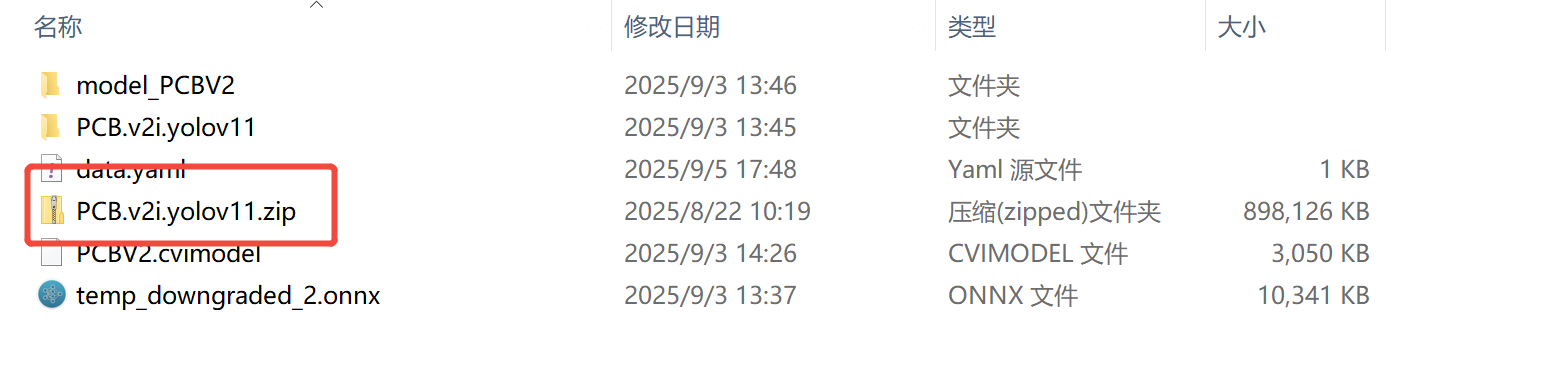 名称 修改日期 类型 大小
model_PCBV2 2025/9/3 13:46 文件夹
PCB.v2i.yolov11 2025/9/3 13:45 文件夹
data.yaml 2025/9/5 17:48 Yaml 源文件 1 KB
PCB.v2i.yolov11.zip 2025/8/22 10:19 压缩(zipped)文件夹 898,126 KB
PCBV2.cvimodel 2025/9/3 14:26 CVIMODEL 文件 3,050 KB
temp_downgraded_2.onnx 2025/9/3 13:37 ONNX 文件 10,341 KB